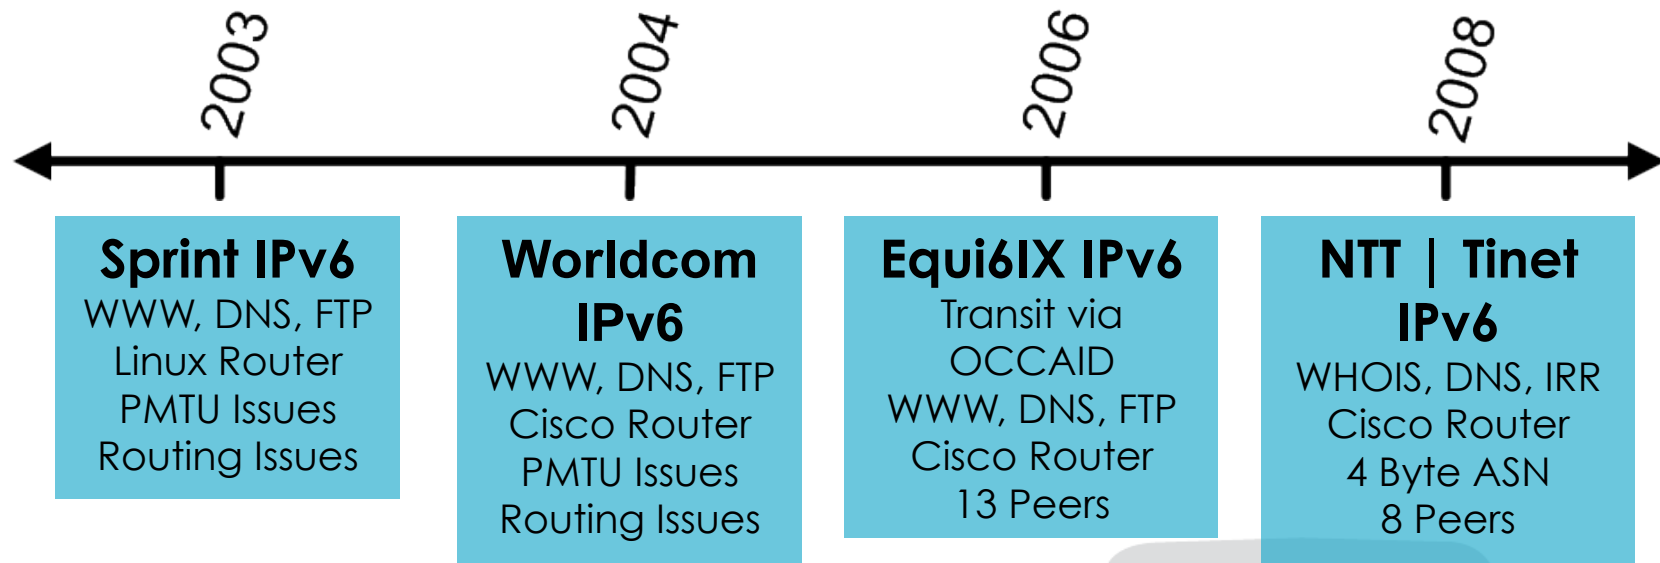 2003
2004
2006
2008
Sprint IPv6
WWW, DNS, FTP
Linux Router
PMTU Issues
Routing Issues
Worldcom
IPv6
WWW, DNS, FTP
Cisco Router
PMTU Issues
Routing Issues
Equi6IX IPv6
Transit via
OCCAID
WWW, DNS, FTP
Cisco Router
13 Peers
NTT | Tinet
IPv6
WHOIS, DNS, IRR
Cisco Router
4 Byte ASN
8 Peers